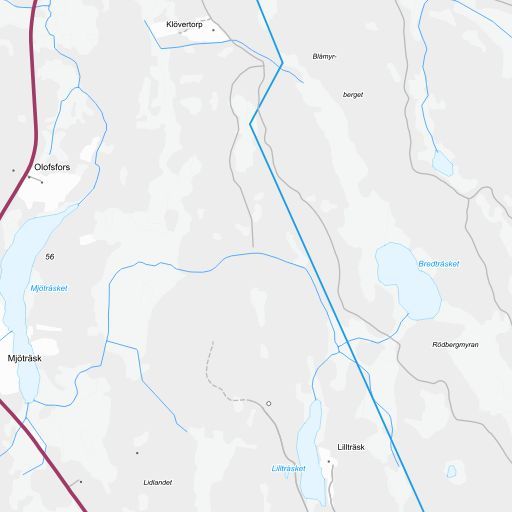 Klövertorp
Blåmyr-
berget
Olofsfors
56
Bredträsket
Mjöträsket
Rödbergmyran
Mjöträsk
Lillträsk
Lillträsket
Lidlandet